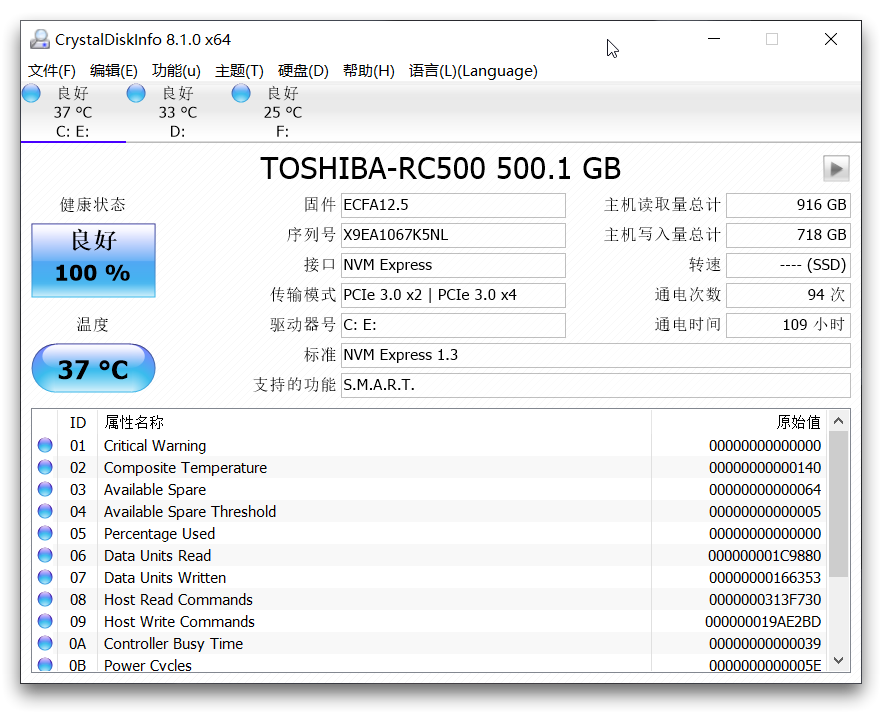 CrystalDiskInfo 8.1.0 x64
文件(F) 编辑(E) 功能(u) 主题(T) 硬盘(D) 帮助(H) 语言(L)(Language)
良好 良好 良好
37 °C 33 °C 25 °C
C: E: D: F:
TOSHIBA-RC500 500.1 GB
健康状态 固件 ECFA12.5 主机读取量总计 916 GB
良好 序列号 X9EA1067K5NL 主机写入量总计 718 GB
100 % 接口 NVM Express 转速 ---- (SSD)
传输模式 PCIe 3.0 x2 | PCIe 3.0 x4 通电次数 94 次
温度 驱动器号 C: E: 通电时间 109 小时
37 °C 标准 NVM Express 1.3
支持的功能 S.M.A.R.T.
ID 属性名称 原始值
01 Critical Warning 00000000000000
02 Composite Temperature 00000000000140
03 Available Spare 00000000000064
04 Available Spare Threshold 00000000000005
05 Percentage Used 00000000000000
06 Data Units Read 000000001C9880
07 Data Units Written 00000000166353
08 Host Read Commands 0000000313F730
09 Host Write Commands 000000019AE2BD
0A Controller Busy Time 00000000000039
0B Power Cycles 0000000000005E